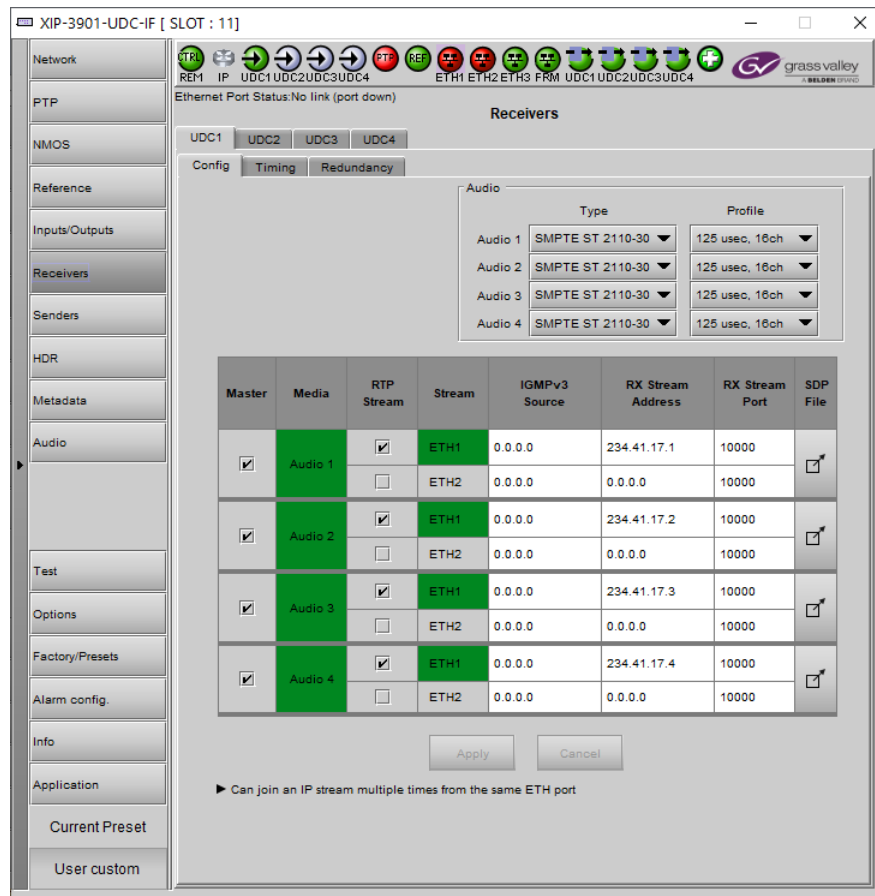 XIP-3901-UDC-IF [ SLOT : 11]
CTRL PTP REF
REM IP UDC1 UDC2 UDC3 UDC4 ETH1 ETH2 ETH3 FRM UDC1 UDC2 UDC3 UDC4
GV grass valley
A BELDEN BRAND
Network
PTP
NMOS
Reference
Inputs/Outputs
Receivers
Senders
HDR
Metadata
Audio
Test
Options
Factory/Presets
Alarm config.
Info
Application
Current Preset
User custom
Ethernet Port Status:No link (port down)
Receivers
UDC1 UDC2 UDC3 UDC4
Config Timing Redundancy
Audio
Type Profile
Audio 1 SMPTE ST 2110-30 125 usec, 16ch
Audio 2 SMPTE ST 2110-30 125 usec, 16ch
Audio 3 SMPTE ST 2110-30 125 usec, 16ch
Audio 4 SMPTE ST 2110-30 125 usec, 16ch
Master Media RTP Stream Stream IGMPv3 Source RX Stream Address RX Stream Port SDP File
Audio 1 ETH1 0.0.0.0 234.41.17.1 10000
ETH2 0.0.0.0 0.0.0.0 10000
Audio 2 ETH1 0.0.0.0 234.41.17.2 10000
ETH2 0.0.0.0 0.0.0.0 10000
Audio 3 ETH1 0.0.0.0 234.41.17.3 10000
ETH2 0.0.0.0 0.0.0.0 10000
Audio 4 ETH1 0.0.0.0 234.41.17.4 10000
ETH2 0.0.0.0 0.0.0.0 10000
Apply Cancel
Can join an IP stream multiple times from the same ETH port